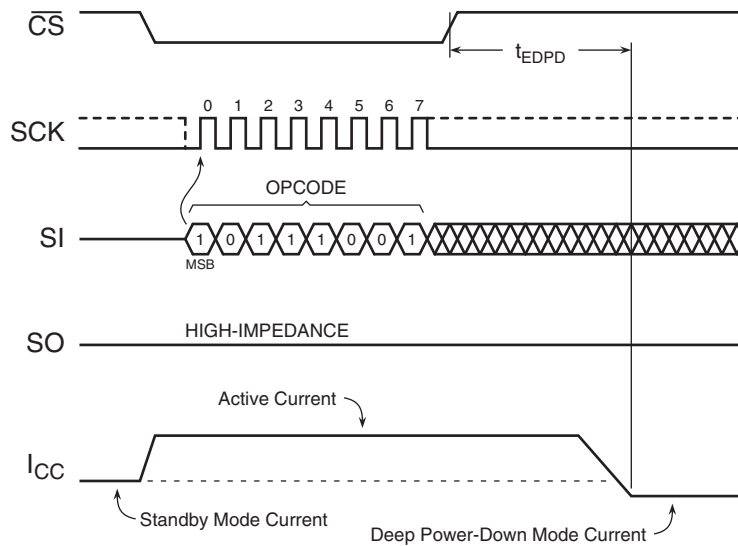 CS
tEDPD
0 1 2 3 4 5 6 7
SCK
OPCODE
SI
1 0 1 1 1 0 0 1
MSB
HIGH-IMPEDANCE
SO
Active Current
ICC
Standby Mode Current
Deep Power-Down Mode Current